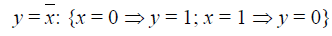 y = x̅: {x = 0 ⇒ y = 1; x = 1 ⇒ y = 0}